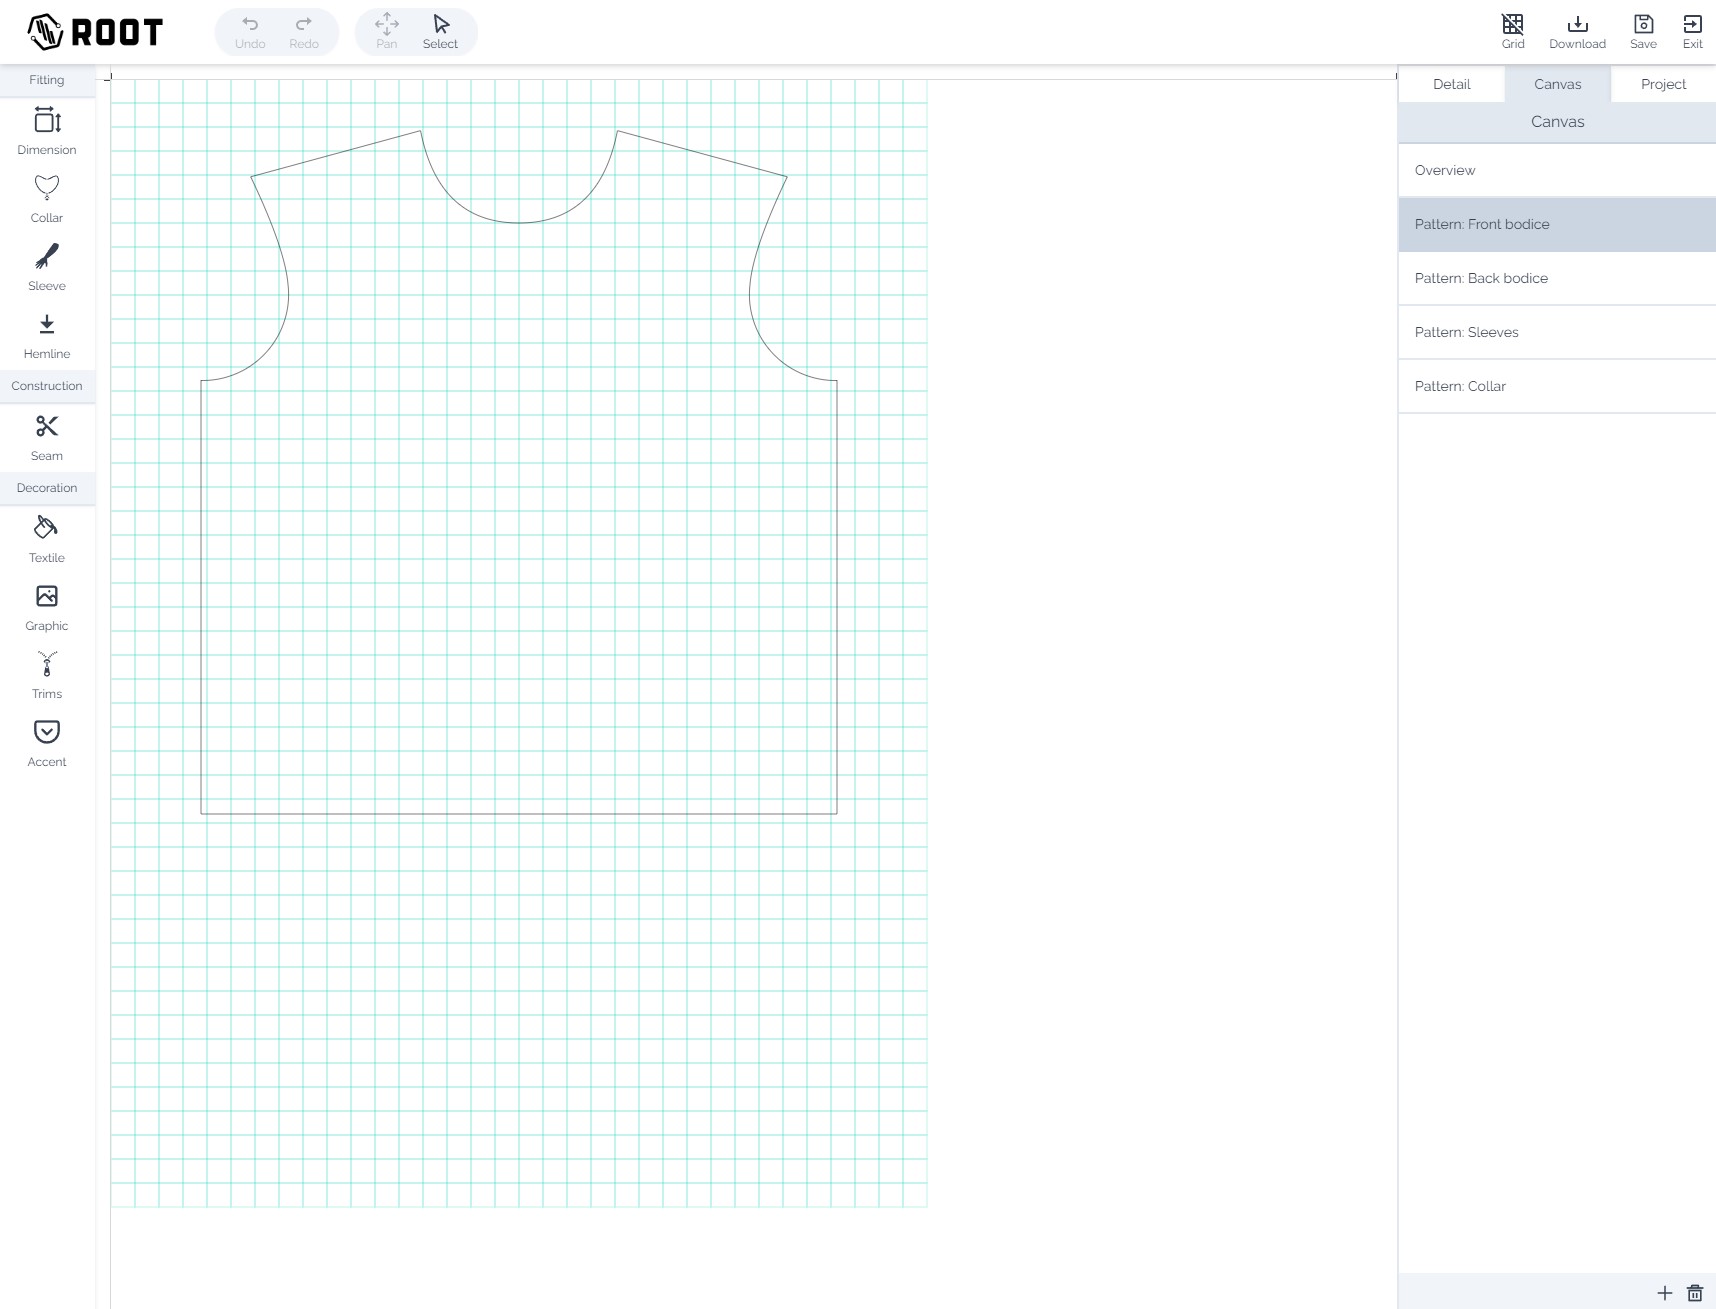 ROOT
Undo
Redo
Pan
Select
Grid
Download
Save
Exit
Fitting
Dimension
Collar
Sleeve
Hemline
Construction
Seam
Decoration
Textile
Graphic
Trims
Accent
Detail
Canvas
Project
Canvas
Overview
Pattern: Front bodice
Pattern: Back bodice
Pattern: Sleeves
Pattern: Collar